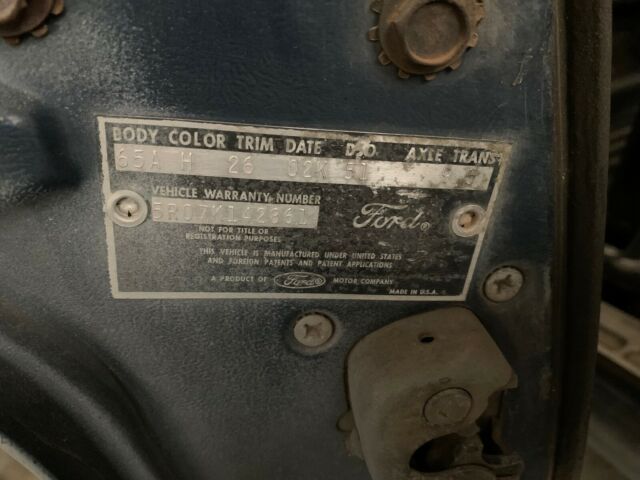 BODY COLOR TRIM DATE D.O. AXLE TRANS
65A H 26 02K 51
VEHICLE WARRANTY NUMBER
Ford®
NOT FOR TITLE OR
REGISTRATION PURPOSES
THIS VEHICLE IS MANUFACTURED UNDER UNITED STATES
AND FOREIGN PATENTS AND PATENT APPLICATIONS
A PRODUCT OF Ford® MOTOR COMPANY
MADE IN U.S.A.